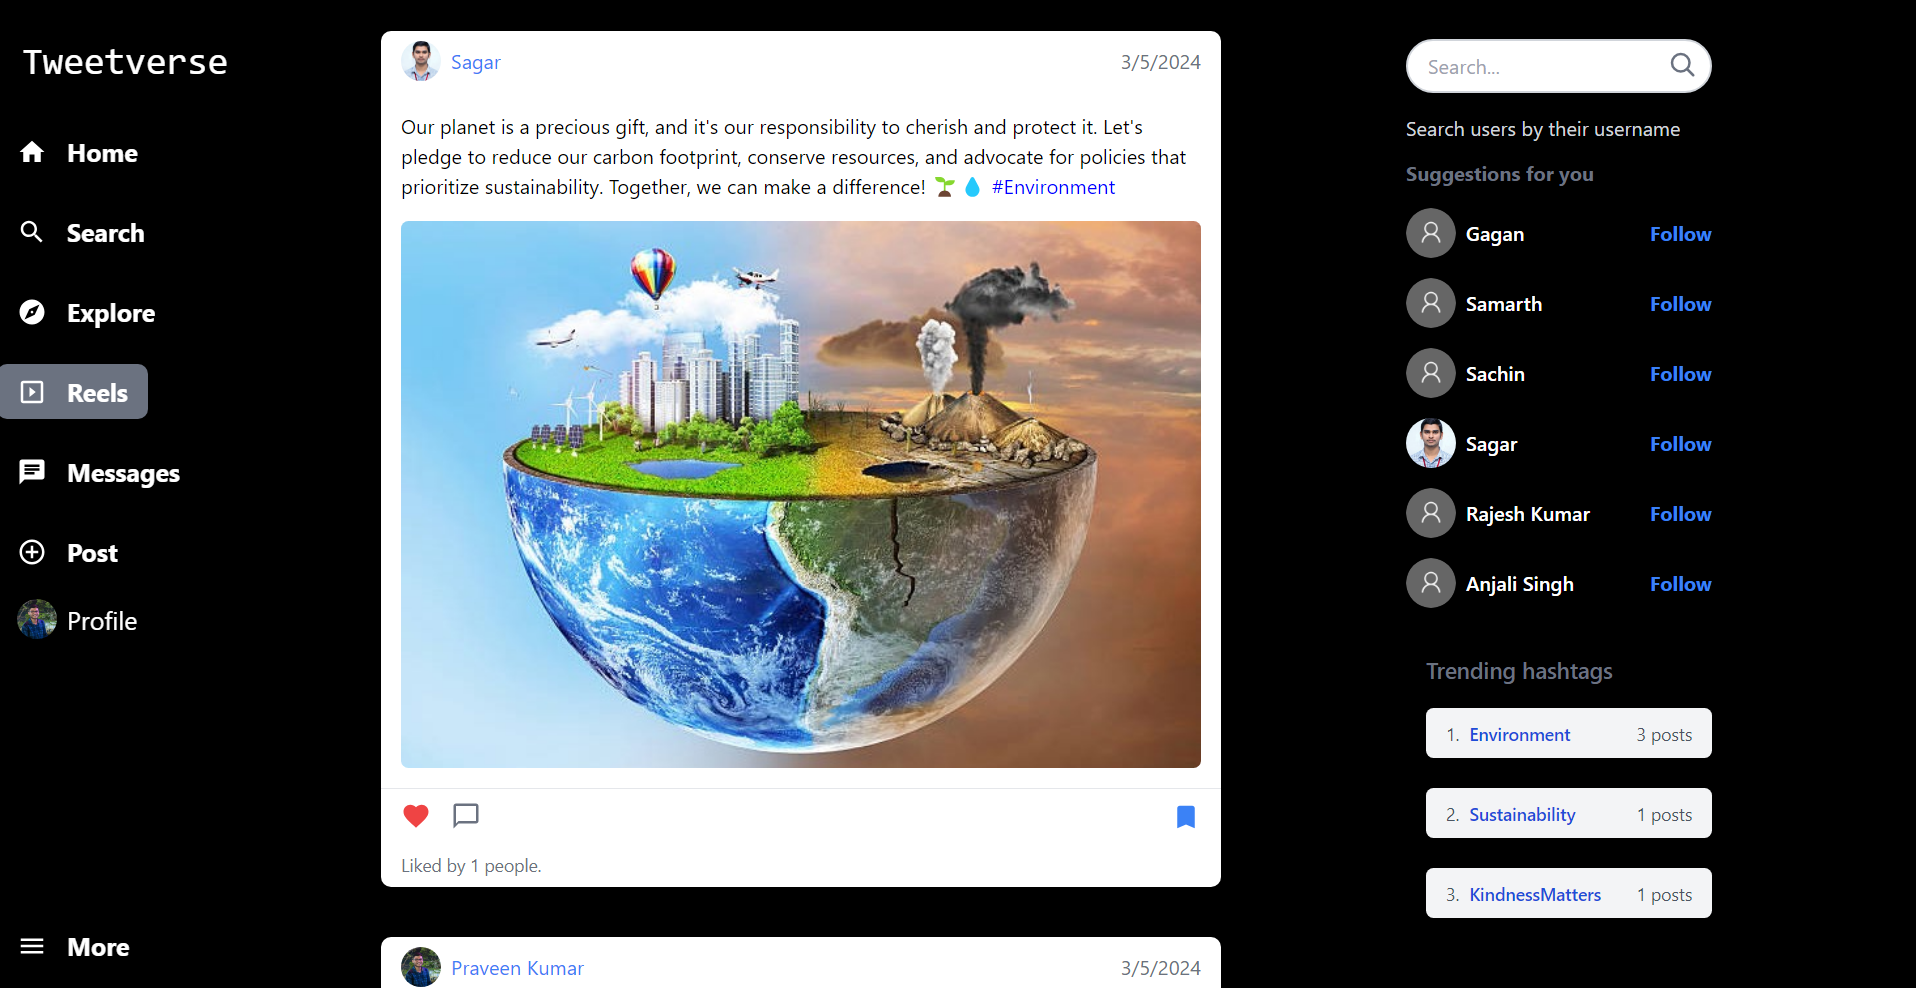 Tweetverse
Home
Search
Explore
Reels
Messages
Post
Profile
More
Sagar 3/5/2024
Our planet is a precious gift, and it's our responsibility to cherish and protect it. Let's
pledge to reduce our carbon footprint, conserve resources, and advocate for policies that
prioritize sustainability. Together, we can make a difference! 🌱 💧 #Environment
Liked by 1 people.
Praveen Kumar 3/5/2024
Search...
Search users by their username
Suggestions for you
Gagan Follow
Samarth Follow
Sachin Follow
Sagar Follow
Rajesh Kumar Follow
Anjali Singh Follow
Trending hashtags
1. Environment 3 posts
2. Sustainability 1 posts
3. KindnessMatters 1 posts